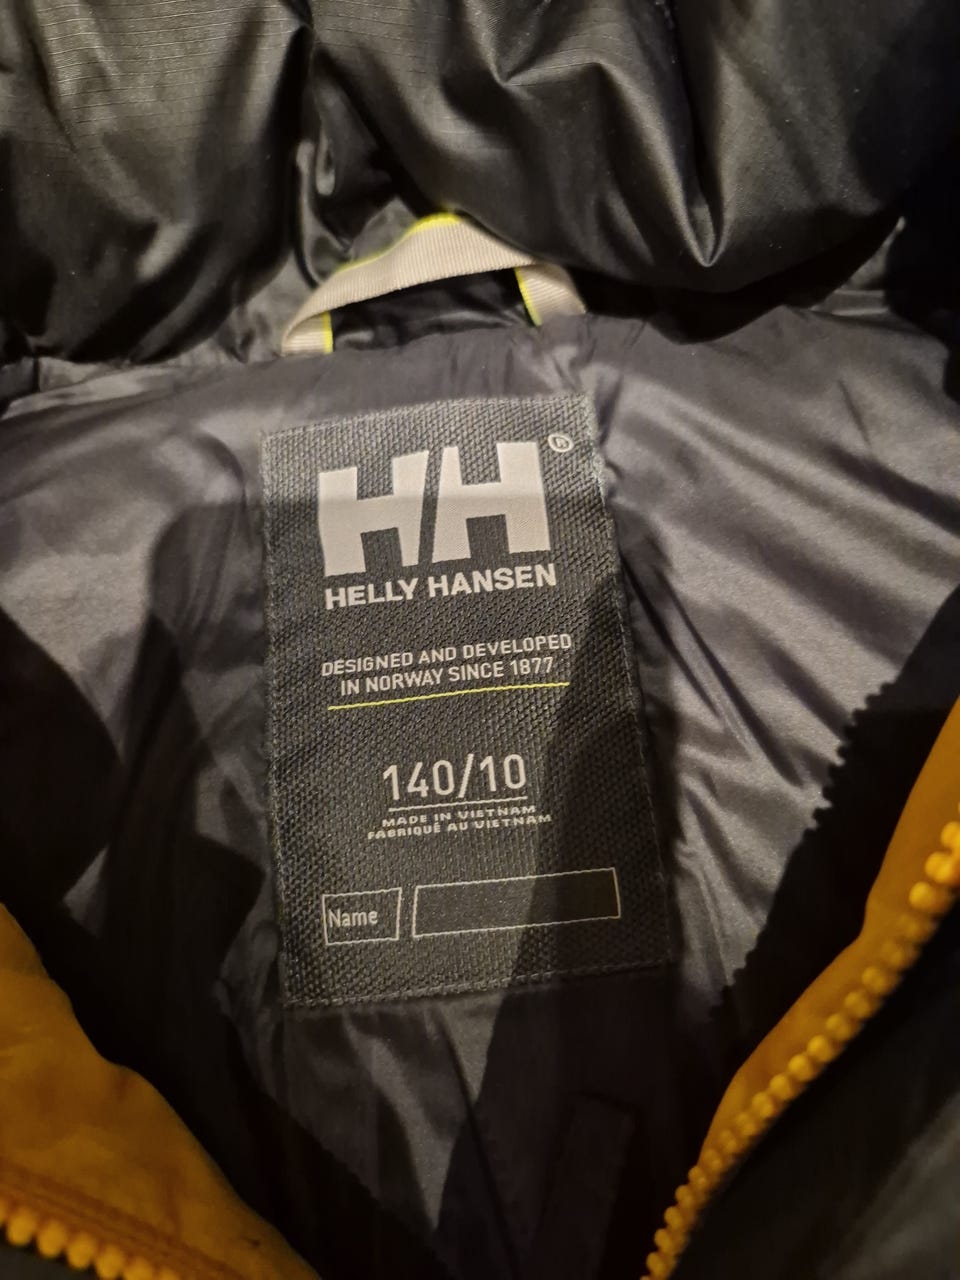 HH®
HELLY HANSEN
DESIGNED AND DEVELOPED
IN NORWAY SINCE 1877
140/10
MADE IN VIETNAM
FABRIQUÉ AU VIETNAM
Name